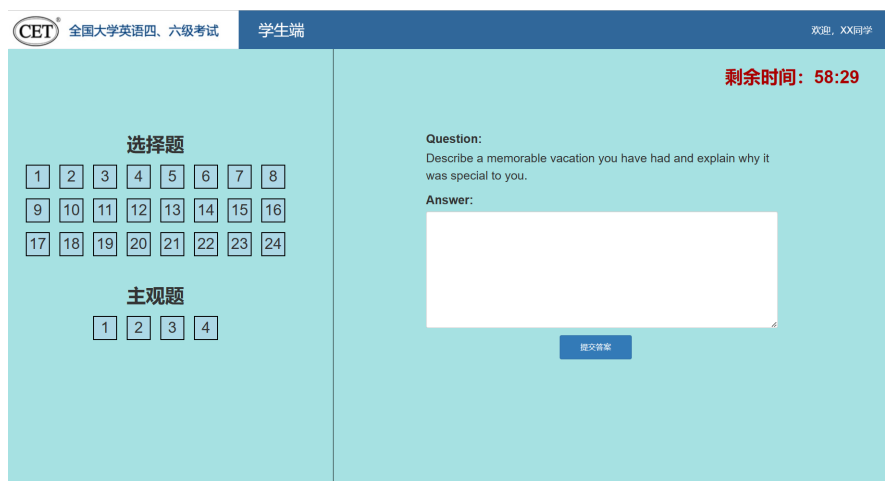 CET® 全国大学英语四、六级考试 学生端 欢迎，XX同学
剩余时间：58:29
选择题
1 2 3 4 5 6 7 8
9 10 11 12 13 14 15 16
17 18 19 20 21 22 23 24
主观题
1 2 3 4
Question:
Describe a memorable vacation you have had and explain why it
was special to you.
Answer:
提交答案